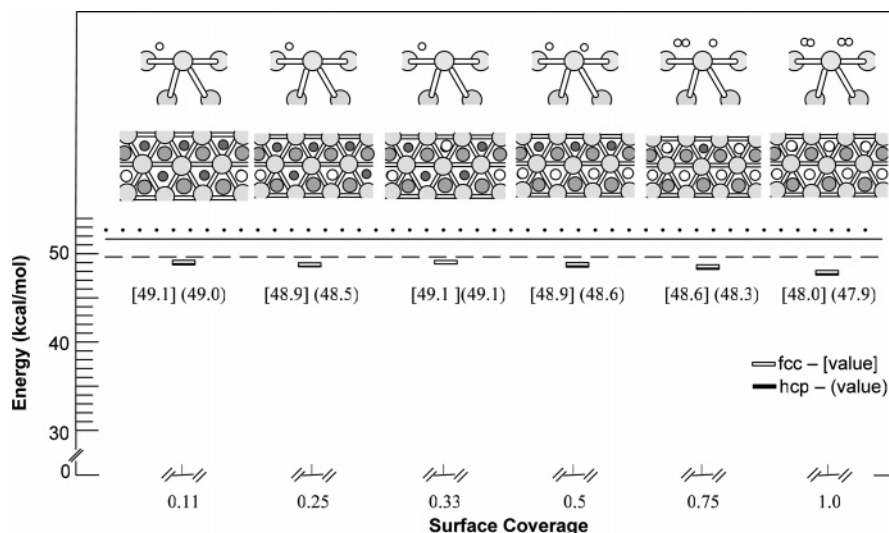 50
[49.1] (49.0) [48.9] (48.5) [49.1 ](49.1) [48.9] (48.6) [48.6] (48.3) [48.0] (47.9)
40
fcc – [value]
hcp – (value)
30
0
Energy (kcal/mol)
0.11 0.25 0.33 0.5 0.75 1.0
Surface Coverage